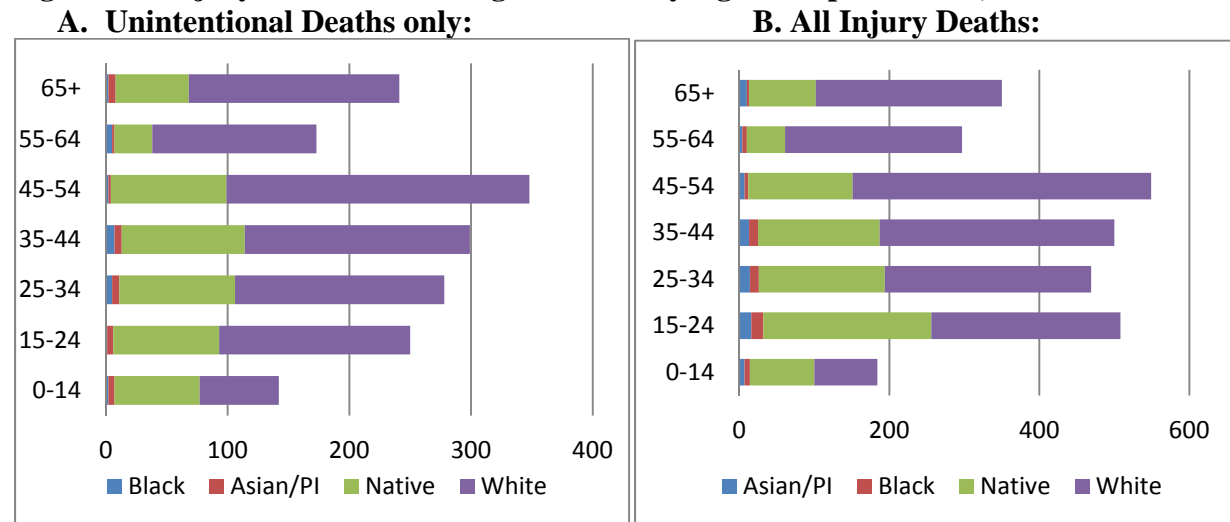 A. Unintentional Deaths only:
B. All Injury Deaths:
65+
55-64
45-54
35-44
25-34
15-24
0-14
0 100 200 300 400
Black Asian/PI Native White
65+
55-64
45-54
35-44
25-34
15-24
0-14
0 200 400 600
Asian/PI Black Native White